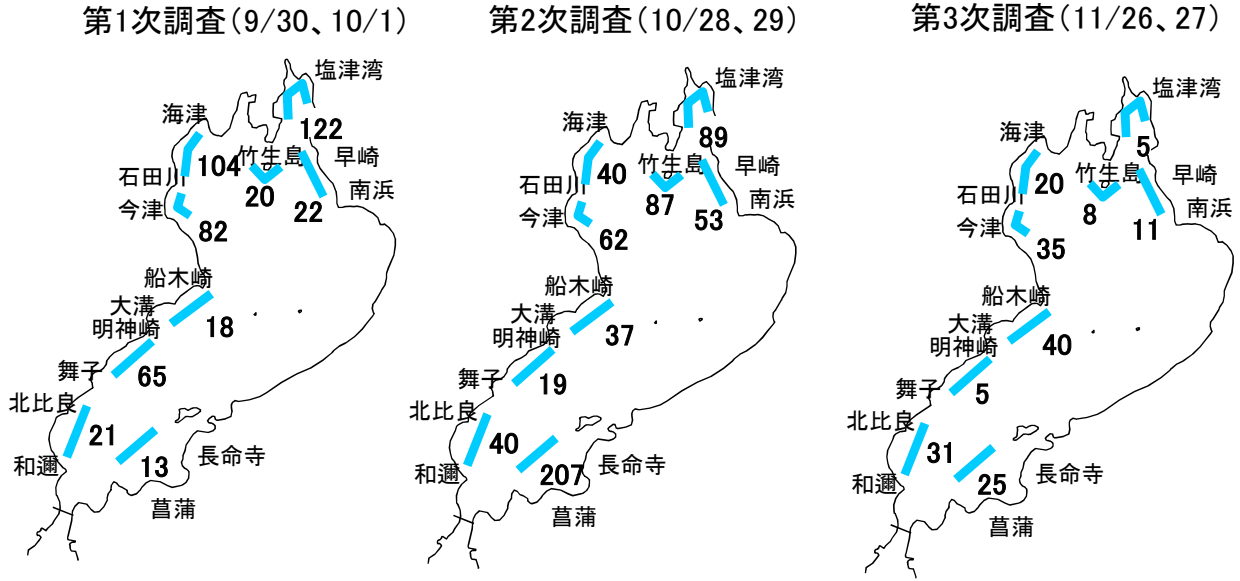 第1次調査(9/30、10/1)
塩津湾
海津
122
104
竹生島
早崎
石田川
20
22
南浜
今津
82
船木崎
大溝
18
明神崎
舞子
65
北比良
21
和邇
13
長命寺
菖蒲
第2次調査(10/28、29)
塩津湾
海津
89
40
竹生島
早崎
石田川
87
53
南浜
今津
62
船木崎
大溝
37
明神崎
舞子
19
北比良
40
和邇
207
長命寺
菖蒲
第3次調査(11/26、27)
塩津湾
海津
5
20
竹生島
早崎
石田川
8
11
南浜
今津
35
船木崎
大溝
40
明神崎
舞子
5
北比良
31
和邇
25
長命寺
菖蒲